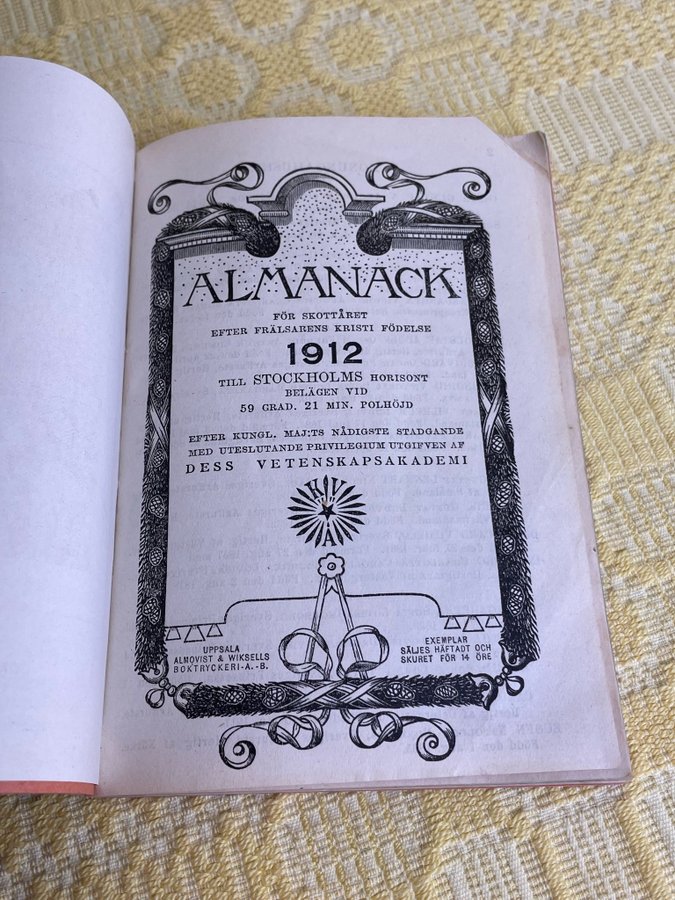 ALMANACK
FÖR SKOTTÅRET
EFTER FRÄLSARENS KRISTI FÖDELSE
1912
TILL STOCKHOLMS HORISONT
BELÄGEN VID
59 GRAD. 21 MIN. POLHÖJD
EFTER KUNGL. MAJ:TS NÅDIGSTE STADGANDE
MED UTESLUTANDE PRIVILEGIUM UTGIFVEN AF
DESS VETENSKAPSAKADEMI
K V
A
UPPSALA
ALMQVIST & WIKSELLS
BOKTRYCKERI-A.-B.
EXEMPLAR
SÄLJES HÄFTADT OCH
SKURET FÖR 14 ÖRE